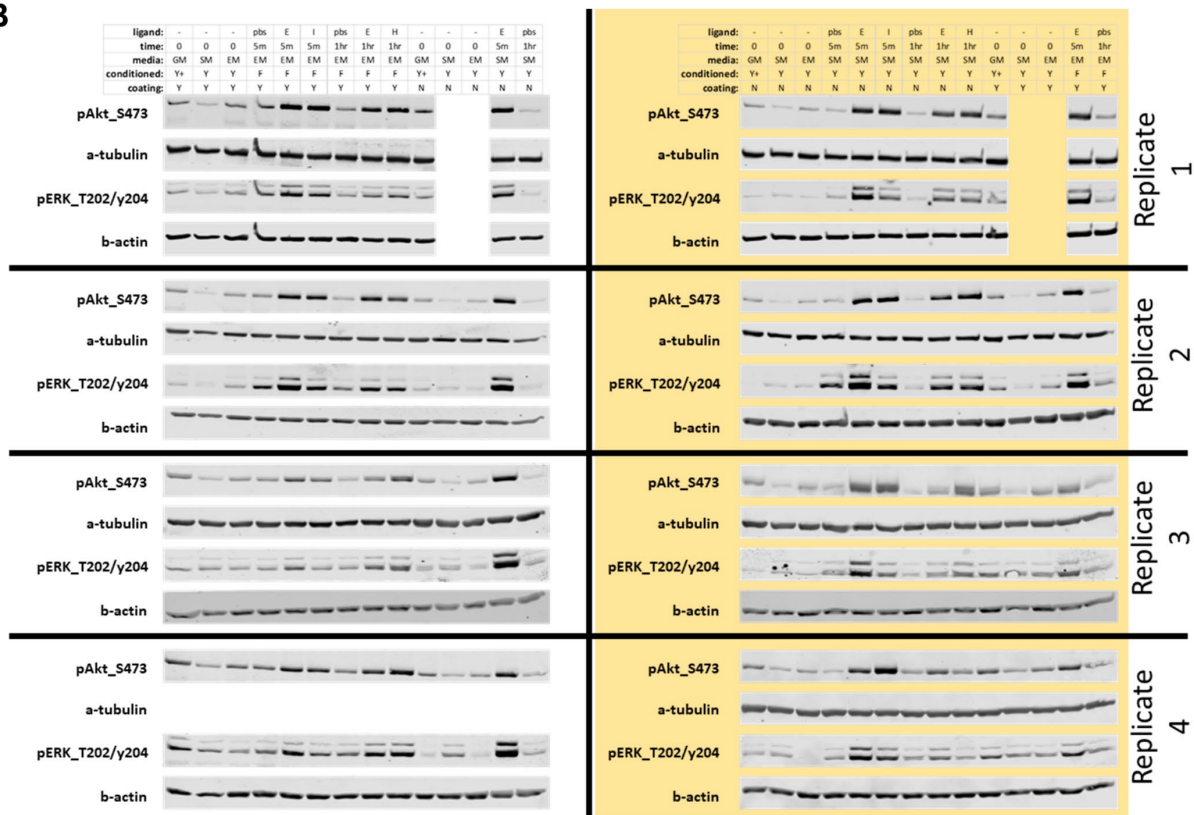 B
ligand: - - - pbs E I pbs E H - - - E pbs
time: 0 0 0 5m 5m 5m 1hr 1hr 1hr 0 0 0 5m 1hr
media: GM SM EM EM EM EM EM EM EM GM SM EM SM SM
conditioned: Y+ Y Y F F F F F F Y+ Y Y F F
coating: Y Y Y Y Y Y Y Y Y N N N N N
pAkt_S473
a-tubulin
pERK_T202/y204
b-actin
ligand: - - - pbs E I pbs E H - - - E pbs
time: 0 0 0 5m 5m 5m 1hr 1hr 1hr 0 0 0 5m 1hr
media: GM SM EM SM SM SM SM SM SM GM SM EM EM EM
conditioned: Y+ Y Y Y Y Y Y Y Y Y+ Y Y F F
coating: N N N N N N N N N Y Y Y Y Y
pAkt_S473
a-tubulin
pERK_T202/y204
b-actin
Replicate 1
pAkt_S473
a-tubulin
pERK_T202/y204
b-actin
pAkt_S473
a-tubulin
pERK_T202/y204
b-actin
Replicate 2
pAkt_S473
a-tubulin
pERK_T202/y204
b-actin
pAkt_S473
a-tubulin
pERK_T202/y204
b-actin
Replicate 3
pAkt_S473
a-tubulin
pERK_T202/y204
b-actin
pAkt_S473
a-tubulin
pERK_T202/y204
b-actin
Replicate 4